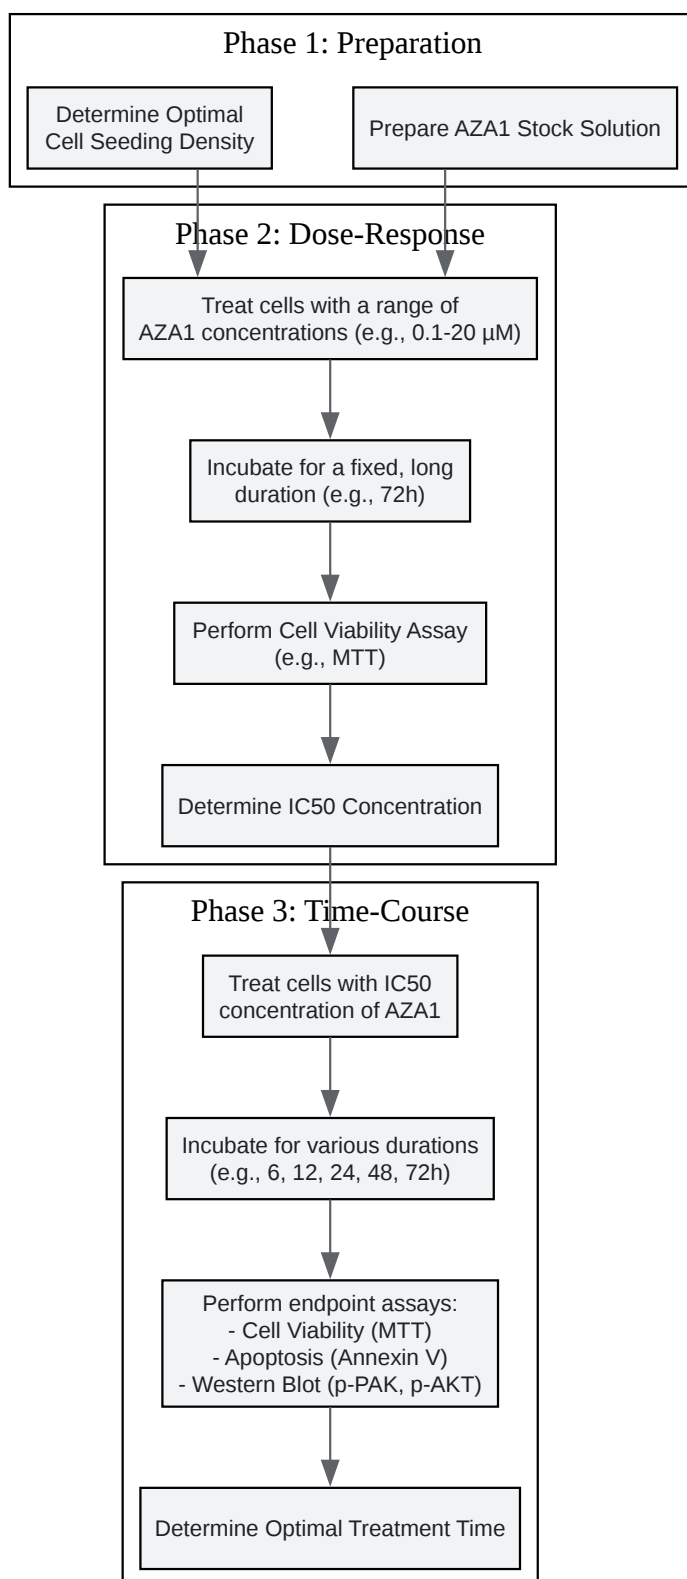 Phase 1: Preparation
Determine Optimal
Cell Seeding Density
Prepare AZA1 Stock Solution
Phase 2: Dose-Response
Treat cells with a range of
AZA1 concentrations (e.g., 0.1-20 µM)
Incubate for a fixed, long
duration (e.g., 72h)
Perform Cell Viability Assay
(e.g., MTT)
Determine IC50 Concentration
Phase 3: Time-Course
Treat cells with IC50
concentration of AZA1
Incubate for various durations
(e.g., 6, 12, 24, 48, 72h)
Perform endpoint assays:
- Cell Viability (MTT)
- Apoptosis (Annexin V)
- Western Blot (p-PAK, p-AKT)
Determine Optimal Treatment Time